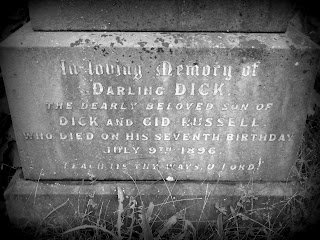 In loving Memory of
DARLING DICK.
THE DEARLY BELOVED SON OF
DICK AND CID RUSSELL
WHO DIED ON HIS SEVENTH BIRTHDAY
JULY 9TH 1896.
TEACH US THY WAYS, O LORD!